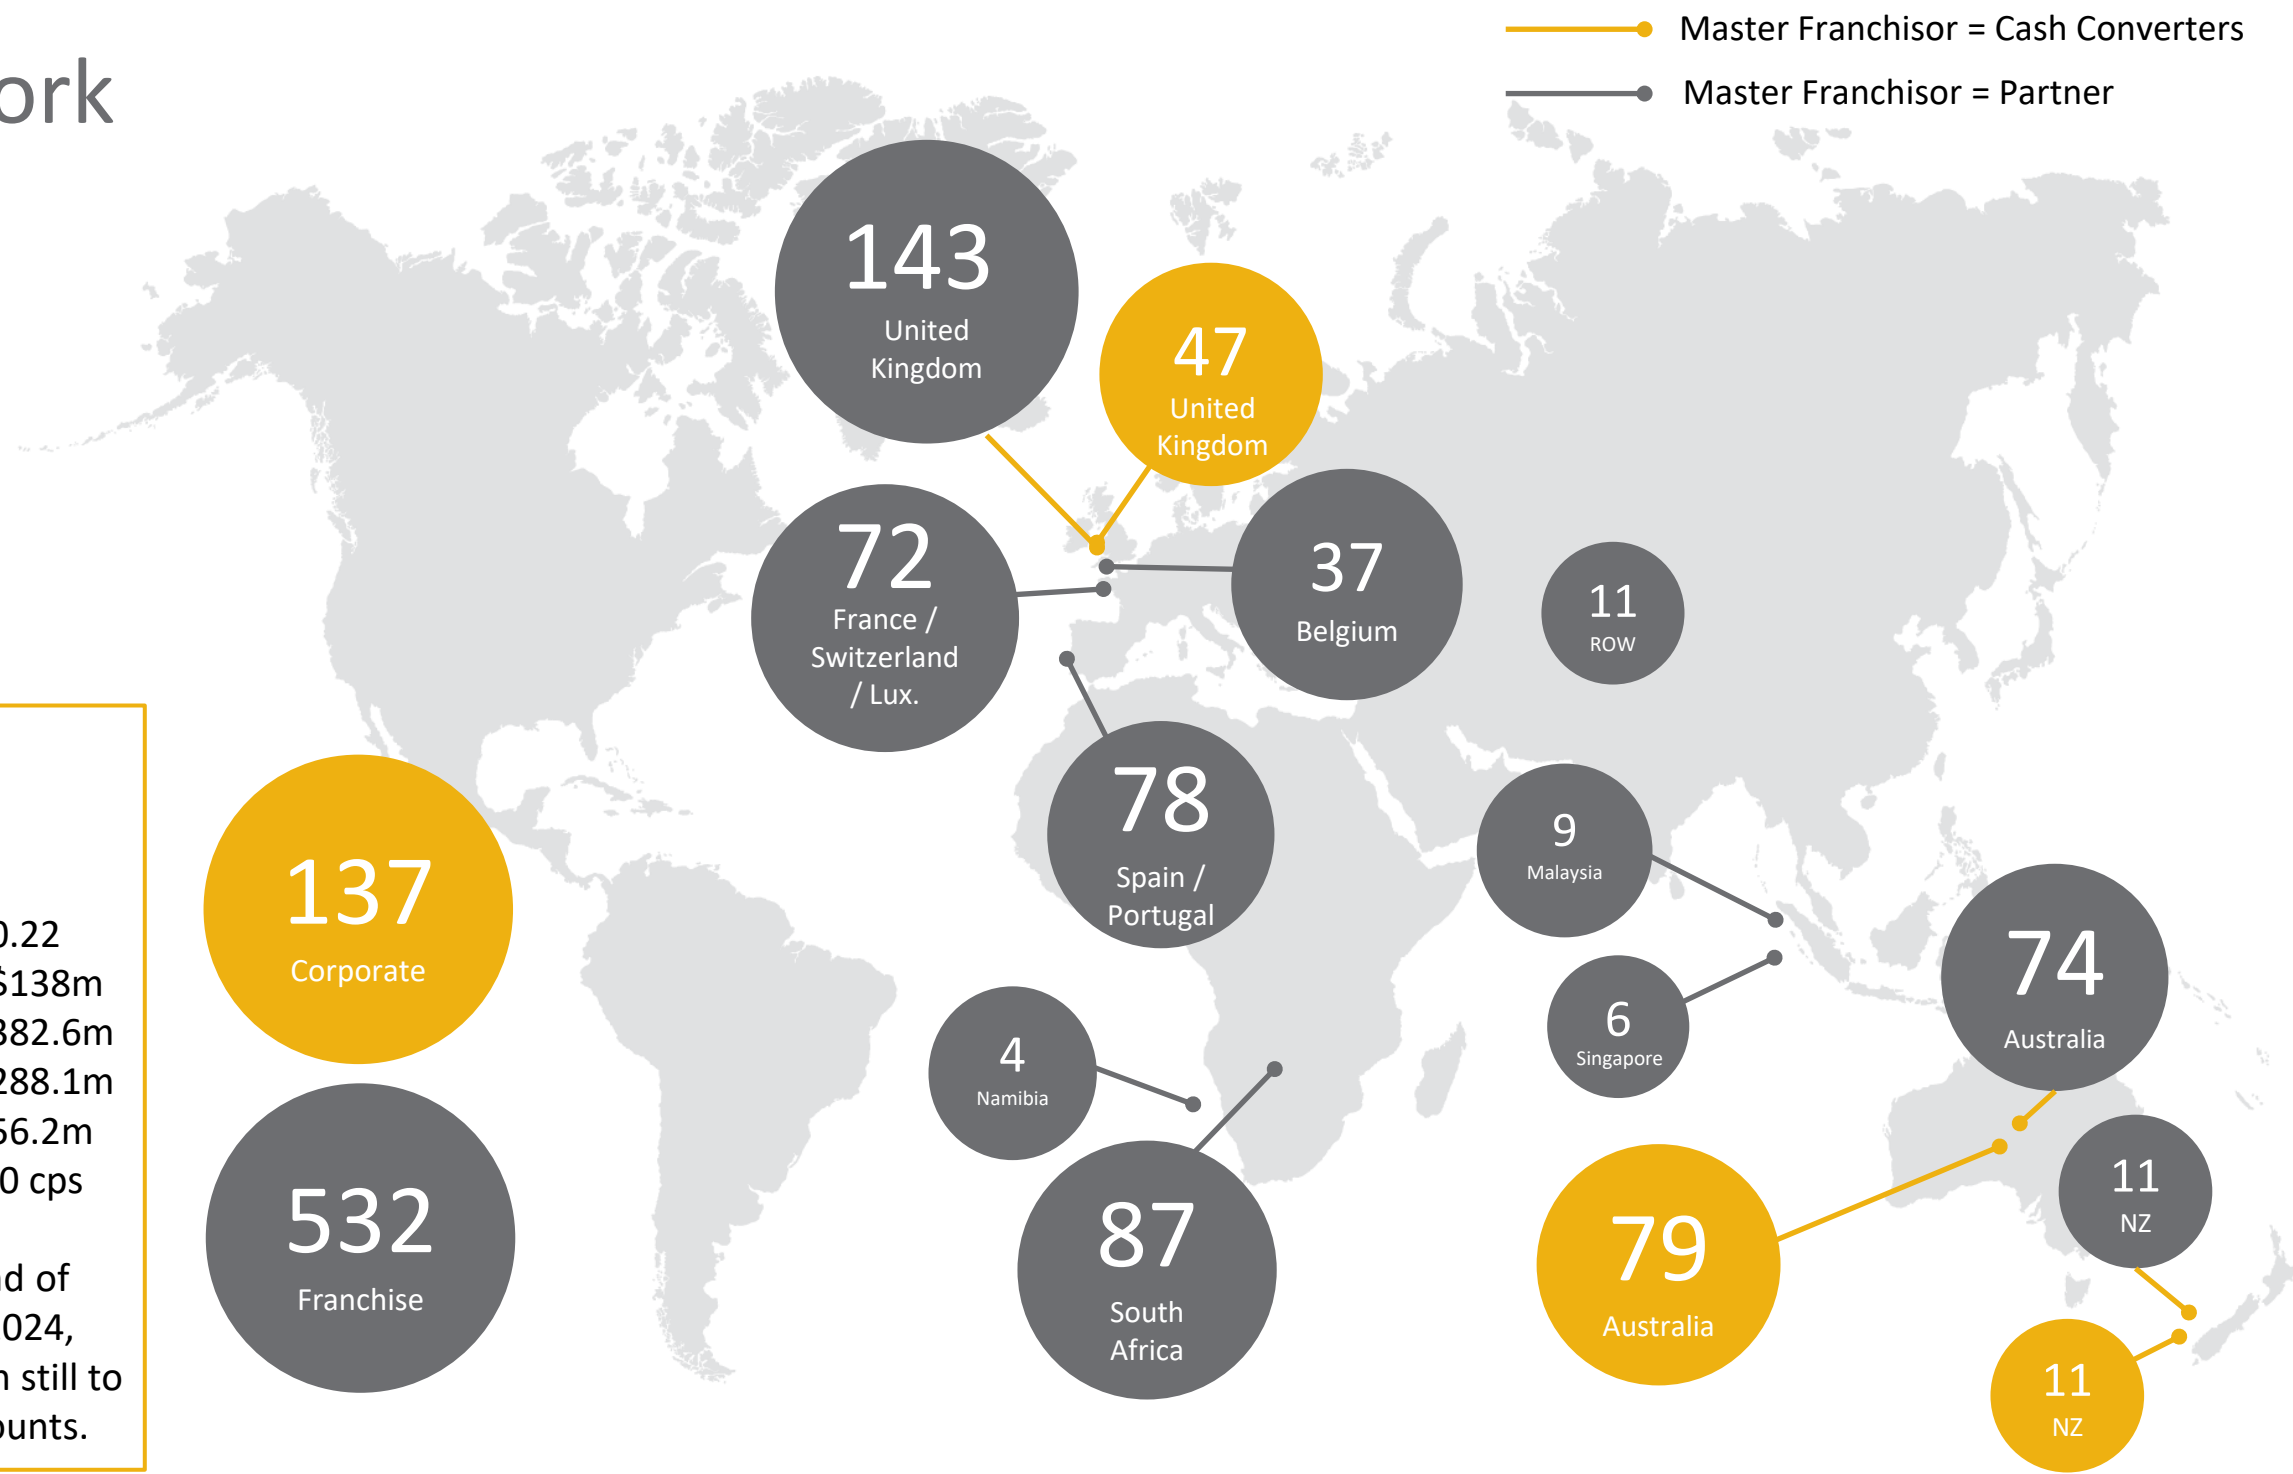 Master Franchisor = Cash Converters
Master Franchisor = Partner
143
United
Kingdom
47
United
Kingdom
72
France /
Switzerland
/ Lux.
37
Belgium
11
ROW
78
Spain /
Portugal
9
Malaysia
6
Singapore
74
Australia
137
Corporate
532
Franchise
4
Namibia
87
South
Africa
79
Australia
11
NZ
11
NZ
0.22
$138m
382.6m
288.1m
56.2m
0 cps
of
still to